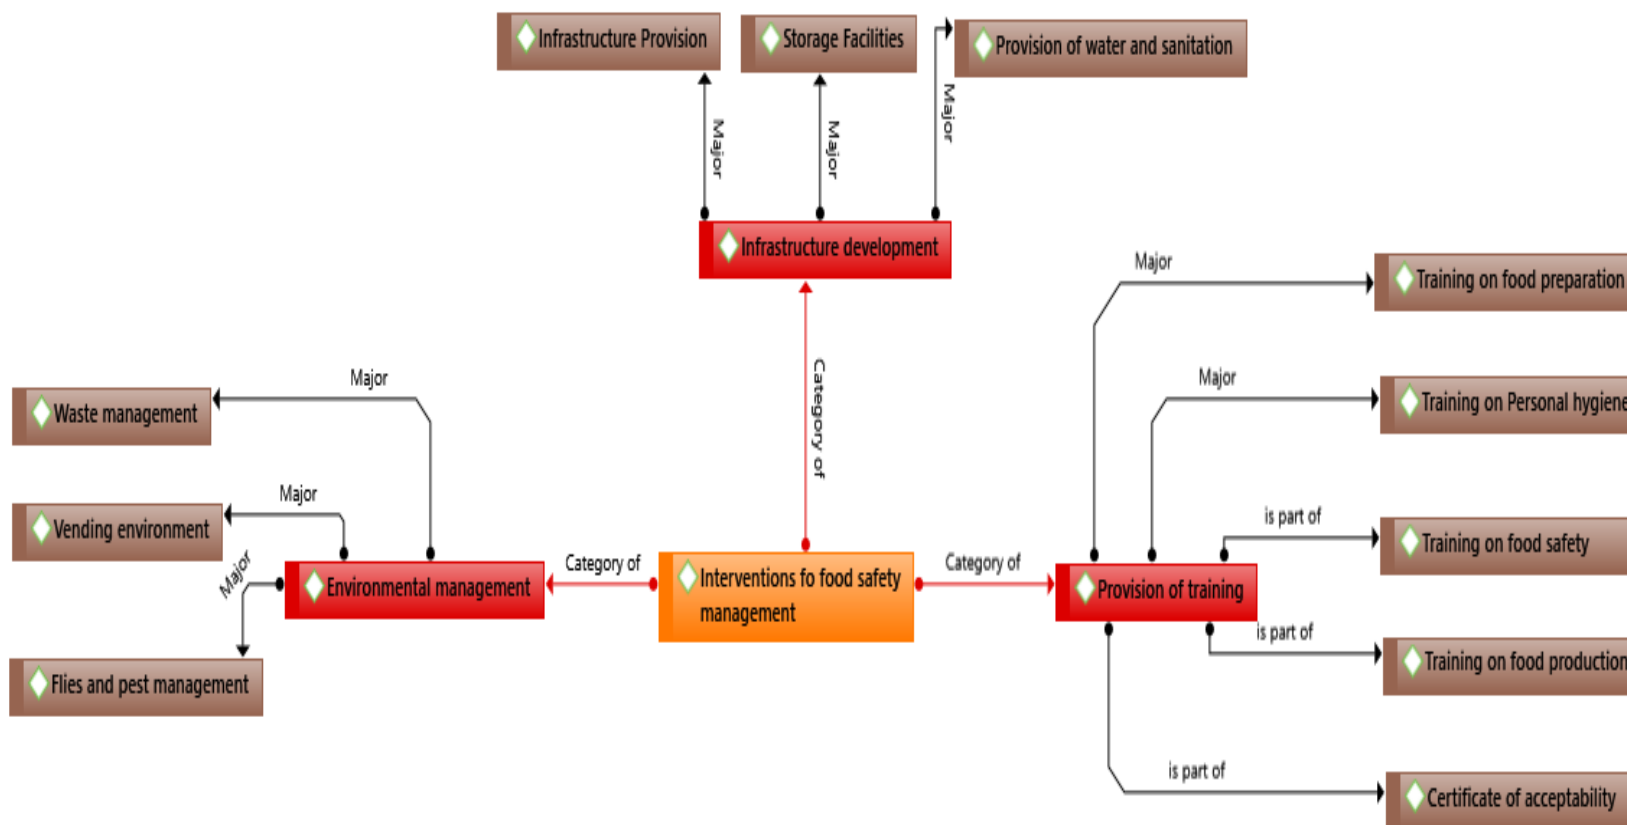 Infrastructure Provision
Storage Facilities
Provision of water and sanitation
Major
Major
Major
Infrastructure development
Major
Training on food preparation
Category of
Major
Waste management
Major
Training on Personal hygiene
Major
Vending environment
is part of
Training on food safety
Major
Environmental management
Category of
Interventions fo food safety
management
Category of
Provision of training
is part of
Training on food production
Flies and pest management
is part of
Certificate of acceptability